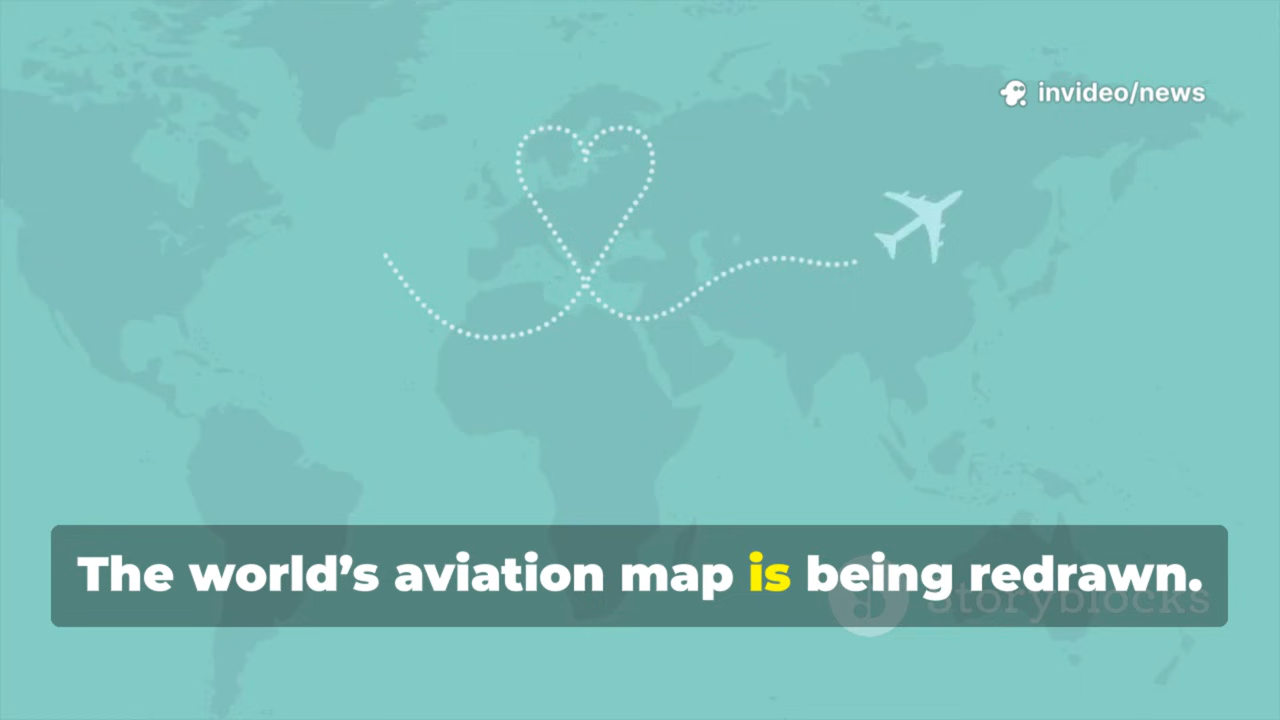 invideo/news
The world’s aviation map is being redrawn.
storyblocks